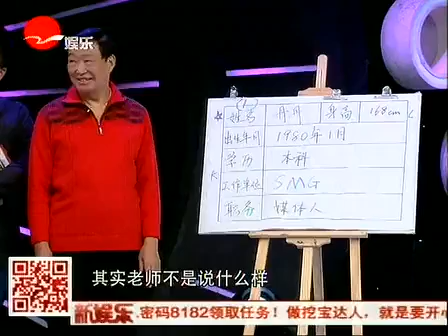 娱乐
姓名 丹丹 身高 168cm
出生年月 1980年1月
学历 本科
工作单位 SMG
职务 媒体人
其实老师不是说什么样
新娱乐 .密码8182领取任务！做挖宝达人，就是要开心